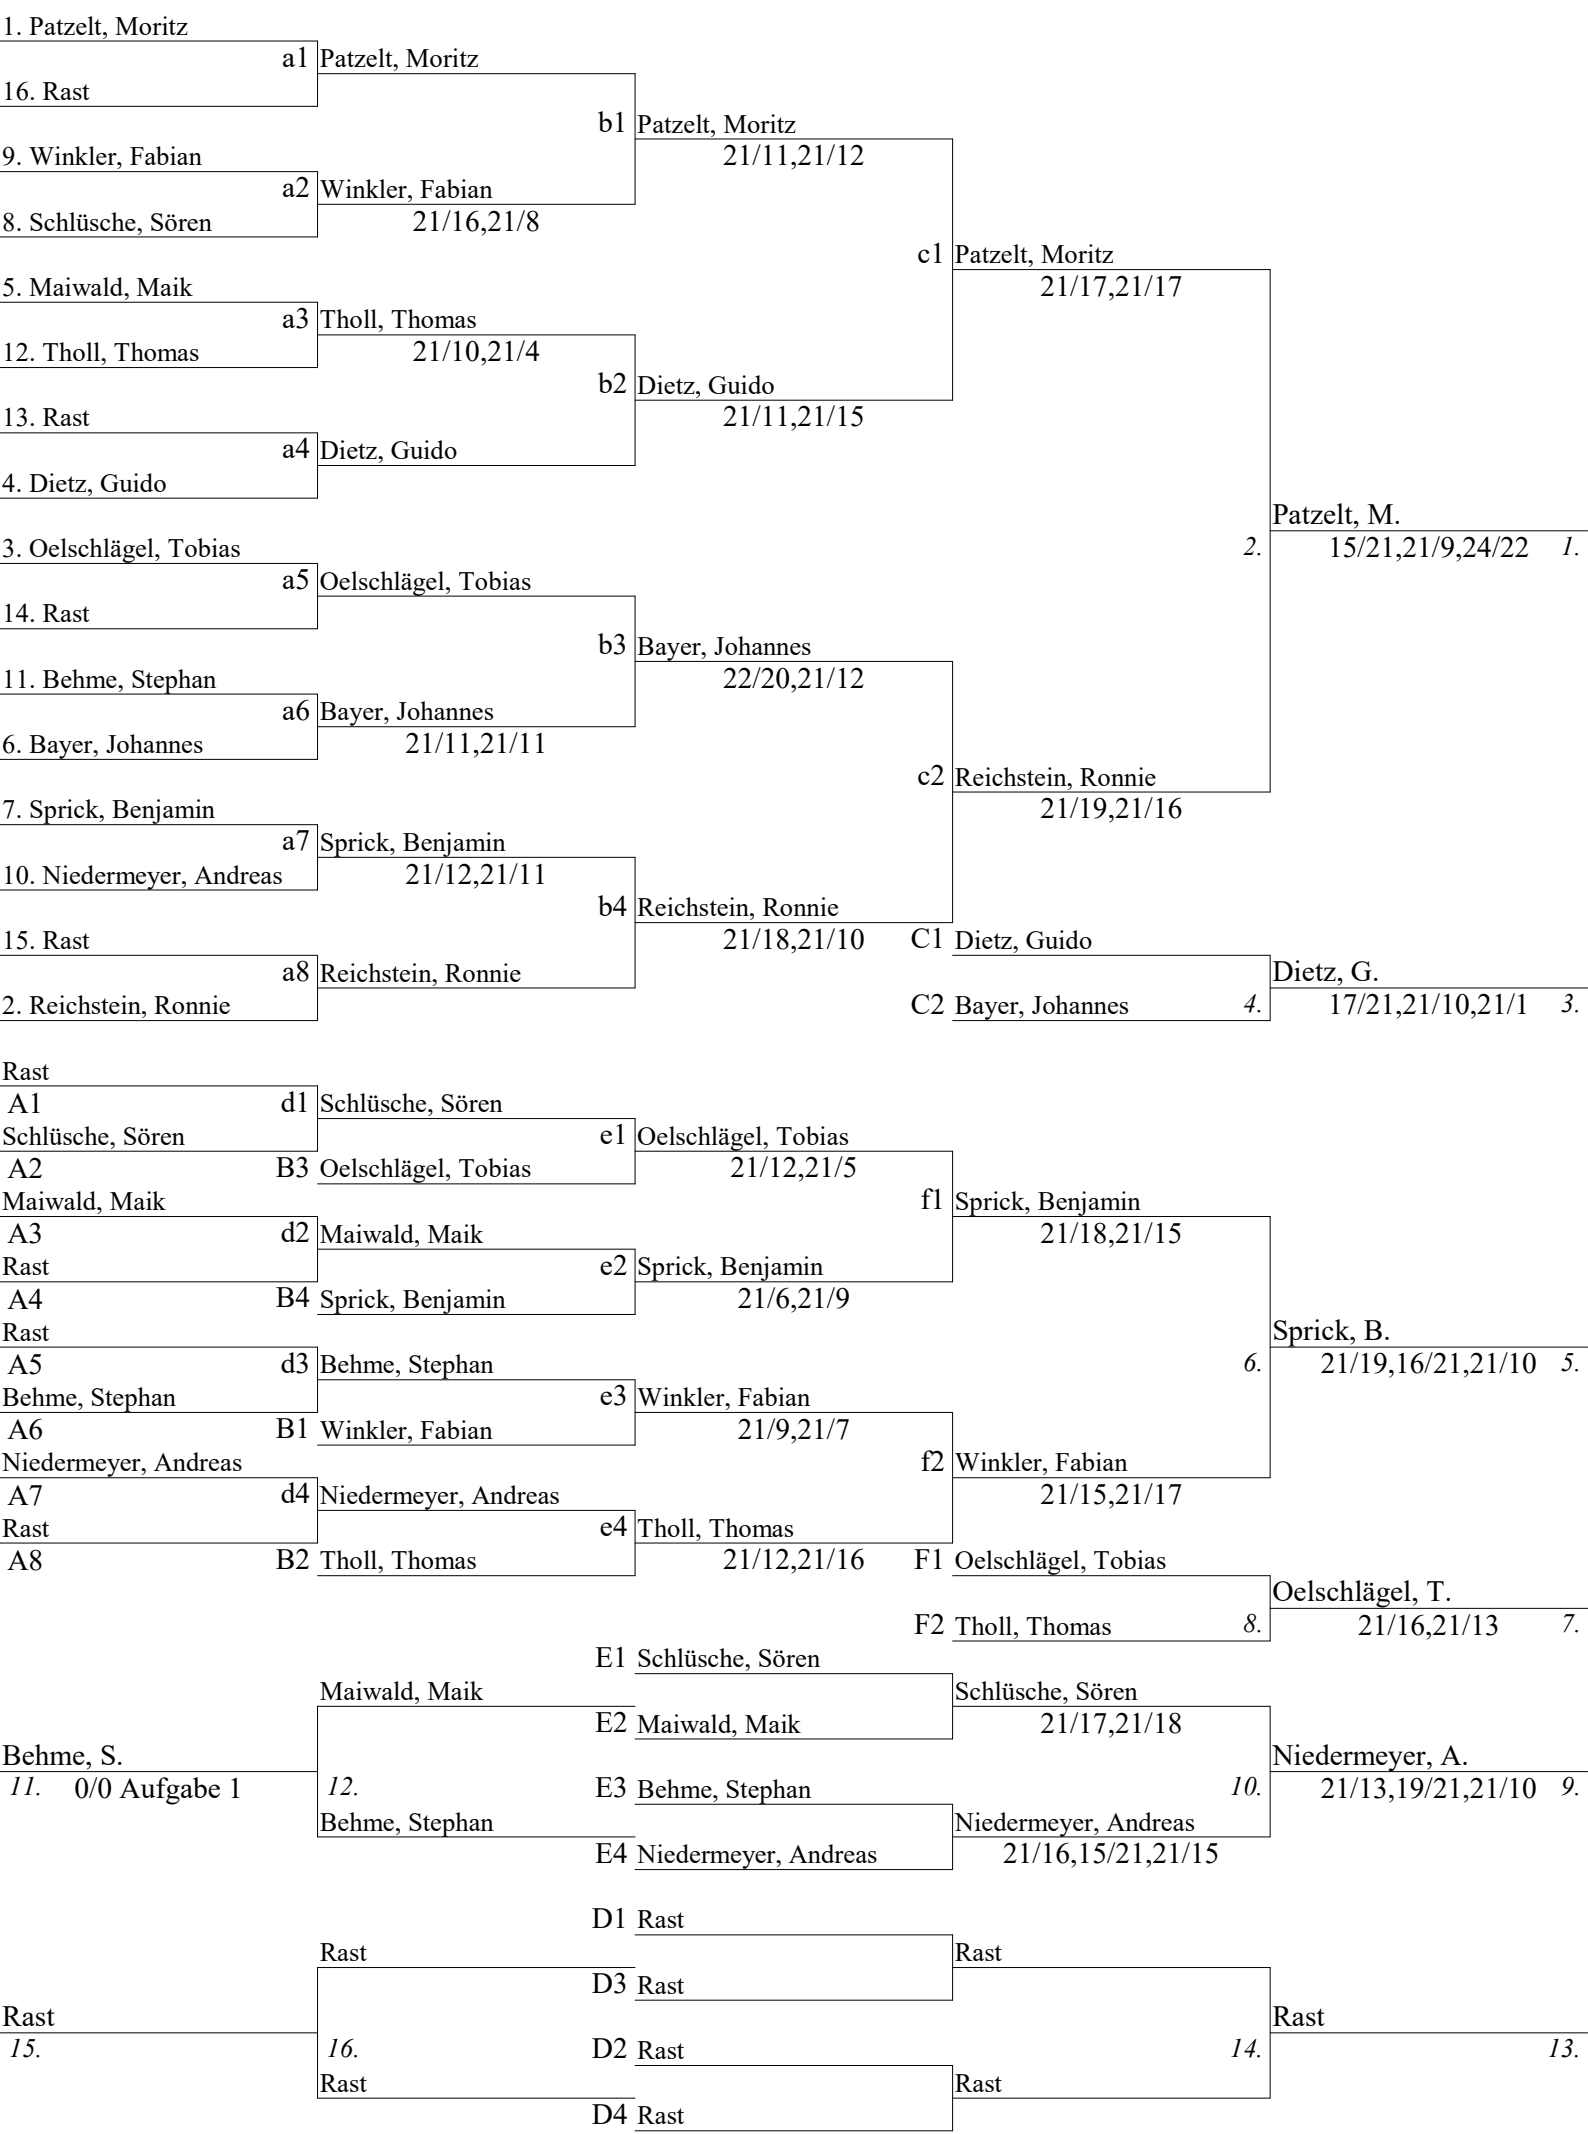 1. Patzelt, Moritz
a1 Patzelt, Moritz
16. Rast
b1 Patzelt, Moritz
9. Winkler, Fabian 21/11,21/12
a2 Winkler, Fabian
8. Schlüsche, Sören 21/16,21/8
c1 Patzelt, Moritz
5. Maiwald, Maik 21/17,21/17
a3 Tholl, Thomas
12. Tholl, Thomas 21/10,21/4
b2 Dietz, Guido
13. Rast 21/11,21/15
a4 Dietz, Guido
4. Dietz, Guido
Patzelt, M.
3. Oelschlägel, Tobias 2. 15/21,21/9,24/22 1.
a5 Oelschlägel, Tobias
14. Rast
b3 Bayer, Johannes
11. Behme, Stephan 22/20,21/12
a6 Bayer, Johannes
6. Bayer, Johannes 21/11,21/11
c2 Reichstein, Ronnie
7. Sprick, Benjamin 21/19,21/16
a7 Sprick, Benjamin
10. Niedermeyer, Andreas 21/12,21/11
b4 Reichstein, Ronnie
15. Rast 21/18,21/10 C1 Dietz, Guido
a8 Reichstein, Ronnie Dietz, G.
2. Reichstein, Ronnie C2 Bayer, Johannes 4. 17/21,21/10,21/1 3.
Rast
A1 d1 Schlüsche, Sören
Schlüsche, Sören e1 Oelschlägel, Tobias
A2 B3 Oelschlägel, Tobias 21/12,21/5
Maiwald, Maik f1 Sprick, Benjamin
A3 d2 Maiwald, Maik 21/18,21/15
Rast e2 Sprick, Benjamin
A4 B4 Sprick, Benjamin 21/6,21/9
Rast Sprick, B.
A5 d3 Behme, Stephan 6. 21/19,16/21,21/10 5.
Behme, Stephan e3 Winkler, Fabian
A6 B1 Winkler, Fabian 21/9,21/7
Niedermeyer, Andreas f2 Winkler, Fabian
A7 d4 Niedermeyer, Andreas 21/15,21/17
Rast e4 Tholl, Thomas
A8 B2 Tholl, Thomas 21/12,21/16 F1 Oelschlägel, Tobias
Oelschlägel, T.
F2 Tholl, Thomas 8. 21/16,21/13 7.
E1 Schlüsche, Sören
Maiwald, Maik Schlüsche, Sören
E2 Maiwald, Maik 21/17,21/18
Behme, S. Niedermeyer, A.
11. 0/0 Aufgabe 1 12. E3 Behme, Stephan 10. 21/13,19/21,21/10 9.
Behme, Stephan Niedermeyer, Andreas
E4 Niedermeyer, Andreas 21/16,15/21,21/15
D1 Rast
Rast Rast
D3 Rast
Rast Rast
15. 16. D2 Rast 14. 13.
Rast Rast
D4 Rast